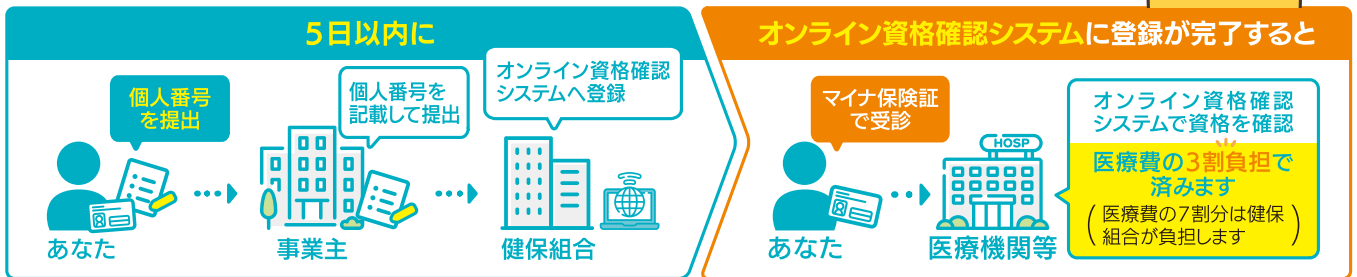 5日以内に
個人番号
を提出
個人番号を
記載して提出
オンライン資格確認
システムへ登録
あなた
事業主
健保組合
オンライン資格確認システムに登録が完了すると
マイナ保険証
で受診
HOSP
オンライン資格確認
システムで資格を確認
医療費の3割負担で
済みます
(医療費の7割分は健保
組合が負担します)
あなた
医療機関等